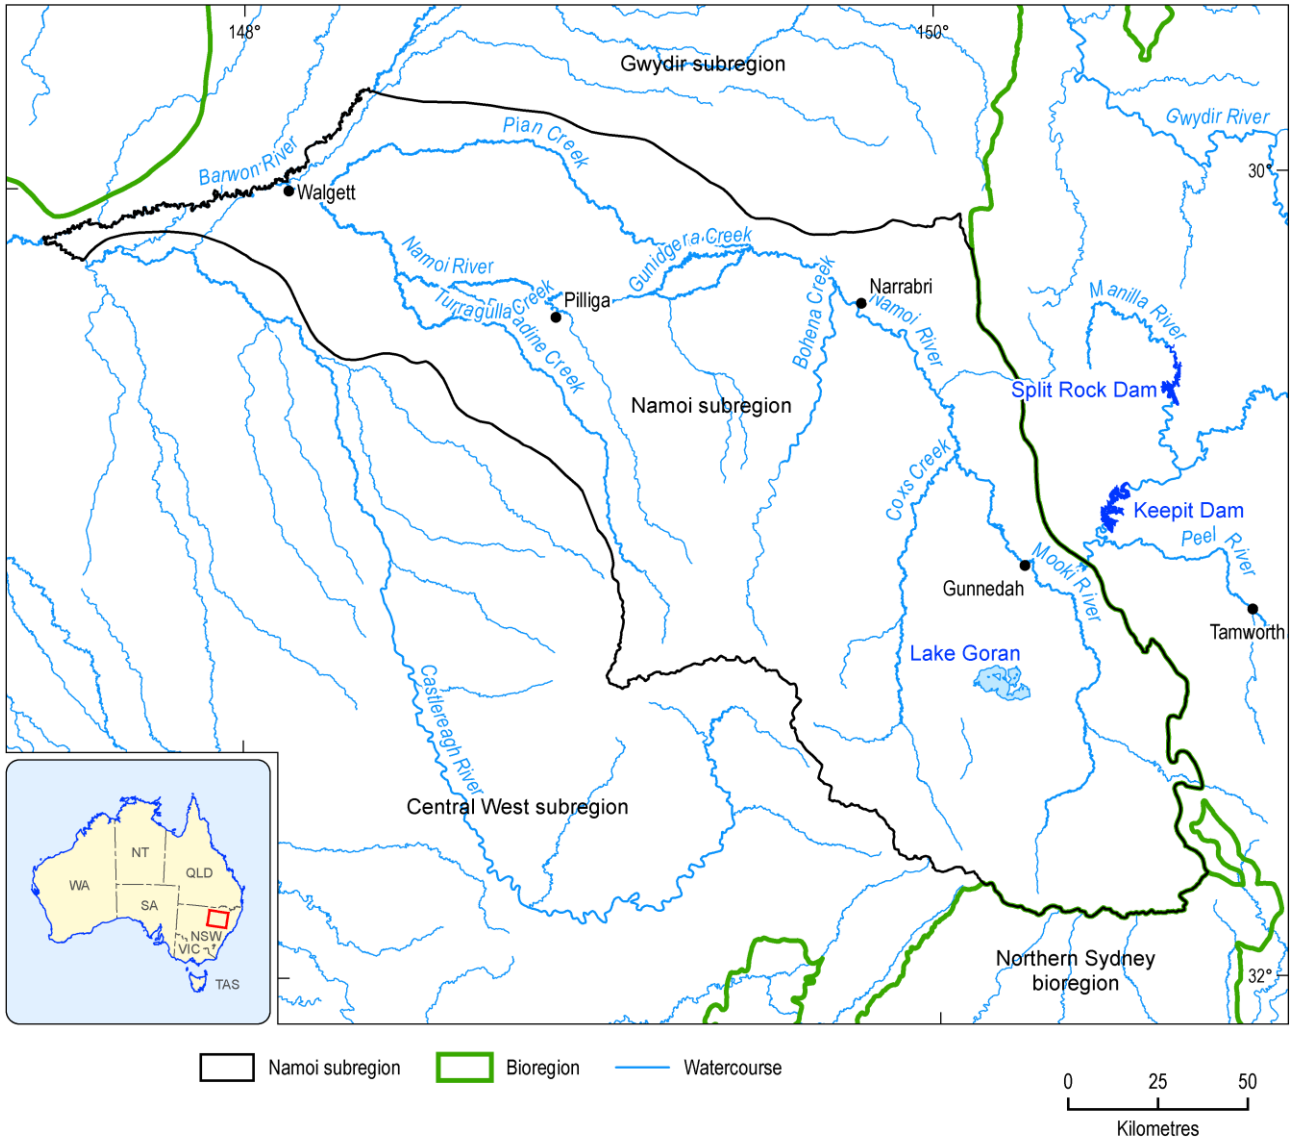 148°
150°
Gwydir subregion
Gwydir River
Pian Creek
Barwon River
30°
Walgett
Gunidgera Creek
Namoi River
Bohena Creek
Narrabri
Pilliga
Turragulla Creek
Baradine Creek
Namoi River
Manilla River
Split Rock Dam
Namoi subregion
Coxs Creek
Keepit Dam
Peel River
Mooki River
Gunnedah
Tamworth
Lake Goran
Castlereagh River
Central West subregion
Northern Sydney
bioregion
32°
NT
QLD
WA
SA
NSW
VIC
TAS
Namoi subregion
Bioregion
Watercourse
0 25 50
Kilometres